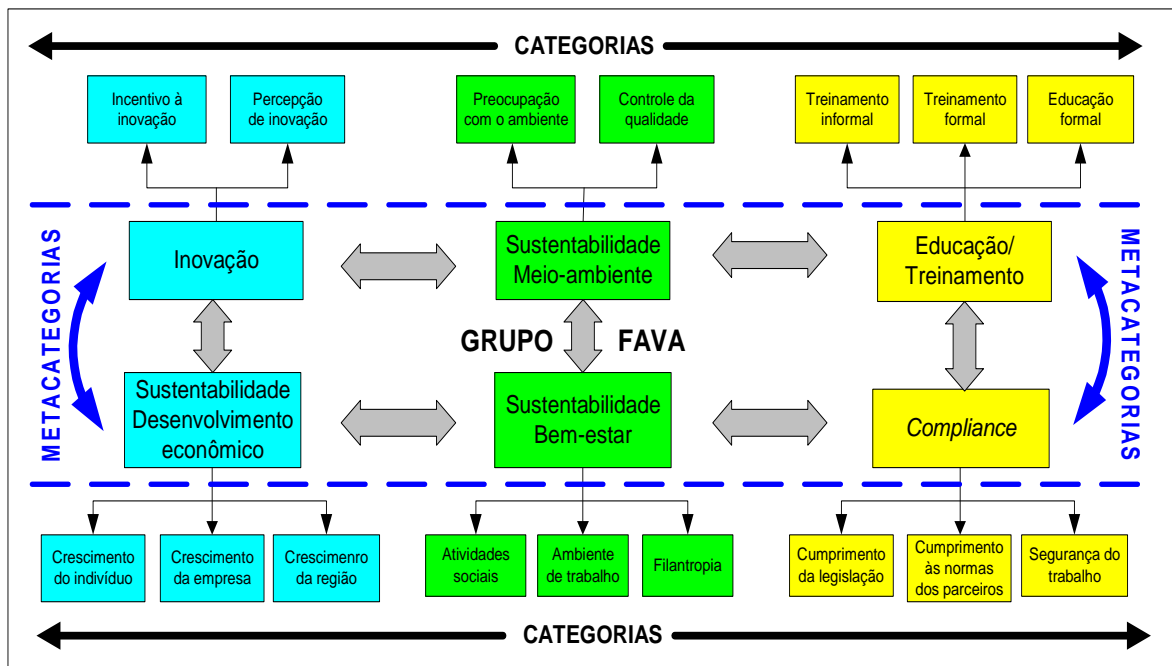 CATEGORIAS
Incentivo à
inovação
Percepção
de inovação
Preocupação
com o ambiente
Controle da
qualidade
Treinamento
informal
Treinamento
formal
Educação
formal
METACATEGORIAS
Inovação
Sustentabilidade
Meio-ambiente
Educação/
Treinamento
METACATEGORIAS
GRUPO FAVA
Sustentabilidade
Desenvolvimento
econômico
Sustentabilidade
Bem-estar
Compliance
Crescimento
do indivíduo
Crescimento
da empresa
Crescimenro
da região
Atividades
sociais
Ambiente
de trabalho
Filantropia
Cumprimento
da legislação
Cumprimento
às normas
dos parceiros
Segurança do
trabalho
CATEGORIAS